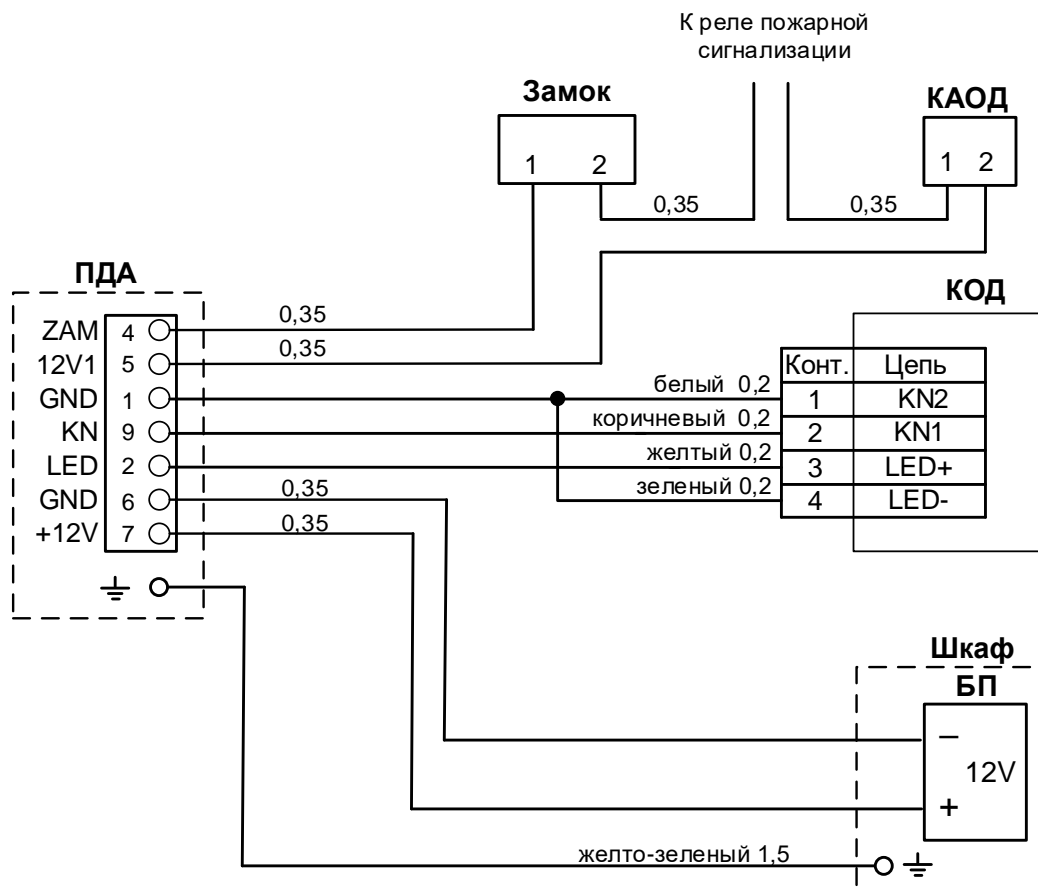 К реле пожарной
сигнализации
Замок
1 2
КАОД
1 2
0,35
0,35
ПДА
ZAM 4
12V1 5
GND 1
KN 9
LED 2
GND 6
+12V 7
0,35
0,35
0,35
0,35
КОД
Конт. Цепь
1 KN2
2 KN1
3 LED+
4 LED-
белый 0,2
коричневый 0,2
желтый 0,2
зеленый 0,2
Шкаф
БП
–
12V
+
желто-зеленый 1,5